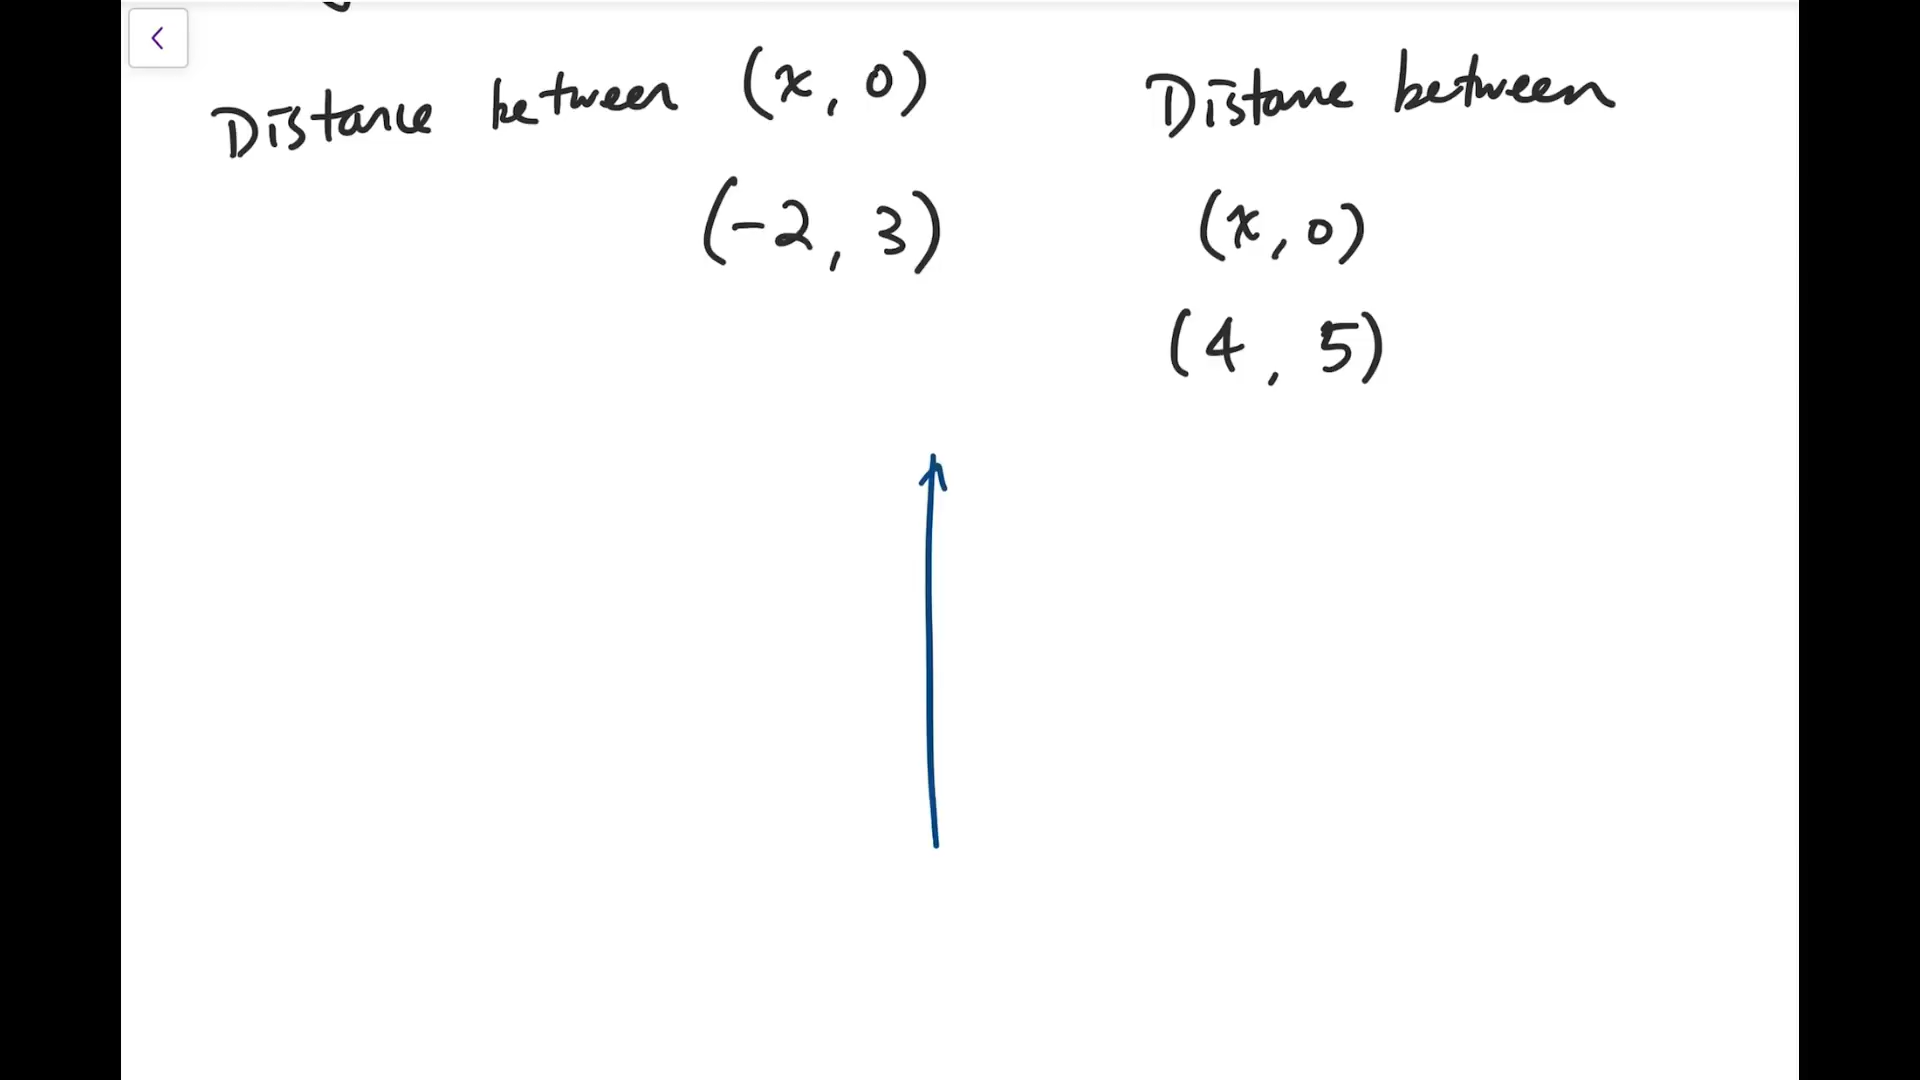 Distance between (x, 0)
(-2, 3)
Distance between
(x, 0)
(4, 5)